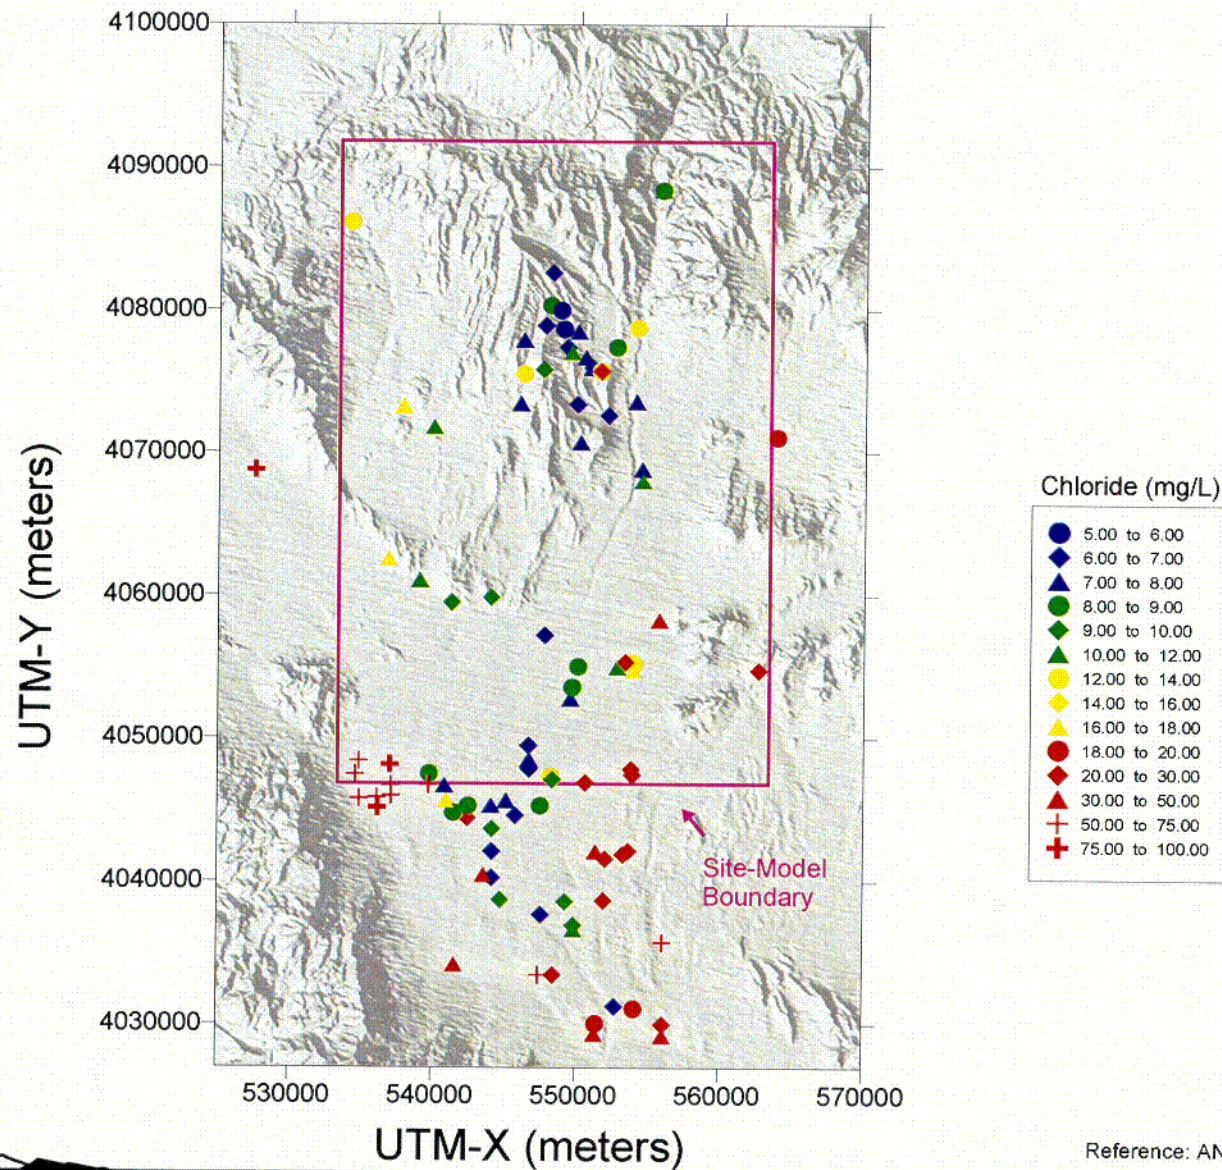 4100000
4090000
4080000
4070000
4060000
4050000
4040000
4030000
UTM-Y (meters)
530000
540000
550000
560000
570000
UTM-X (meters)
Site-Model
Boundary
Chloride (mg/L)
5.00 to 6.00
6.00 to 7.00
7.00 to 8.00
8.00 to 9.00
9.00 to 10.00
10.00 to 12.00
12.00 to 14.00
14.00 to 16.00
16.00 to 18.00
18.00 to 20.00
20.00 to 30.00
30.00 to 50.00
50.00 to 75.00
75.00 to 100.00
Reference: AN